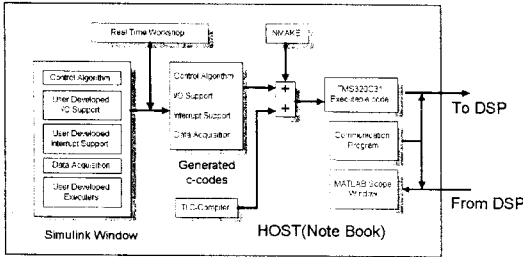 Real Time Workshop
NMAKE
Control Algorithm
User Developed
I/O Support
User Developed
Interrupt Support
Data Acquisition
User Developed
Executers
Simulink Window
Control Algorithm
I/O Support
Interrupt Support
Data Acquisition
Generated
c-codes
+
+
TMS320C31
Executable code
Communication
Program
MATLAB Scope
Window
To DSP
From DSP
HOST(Note Book)